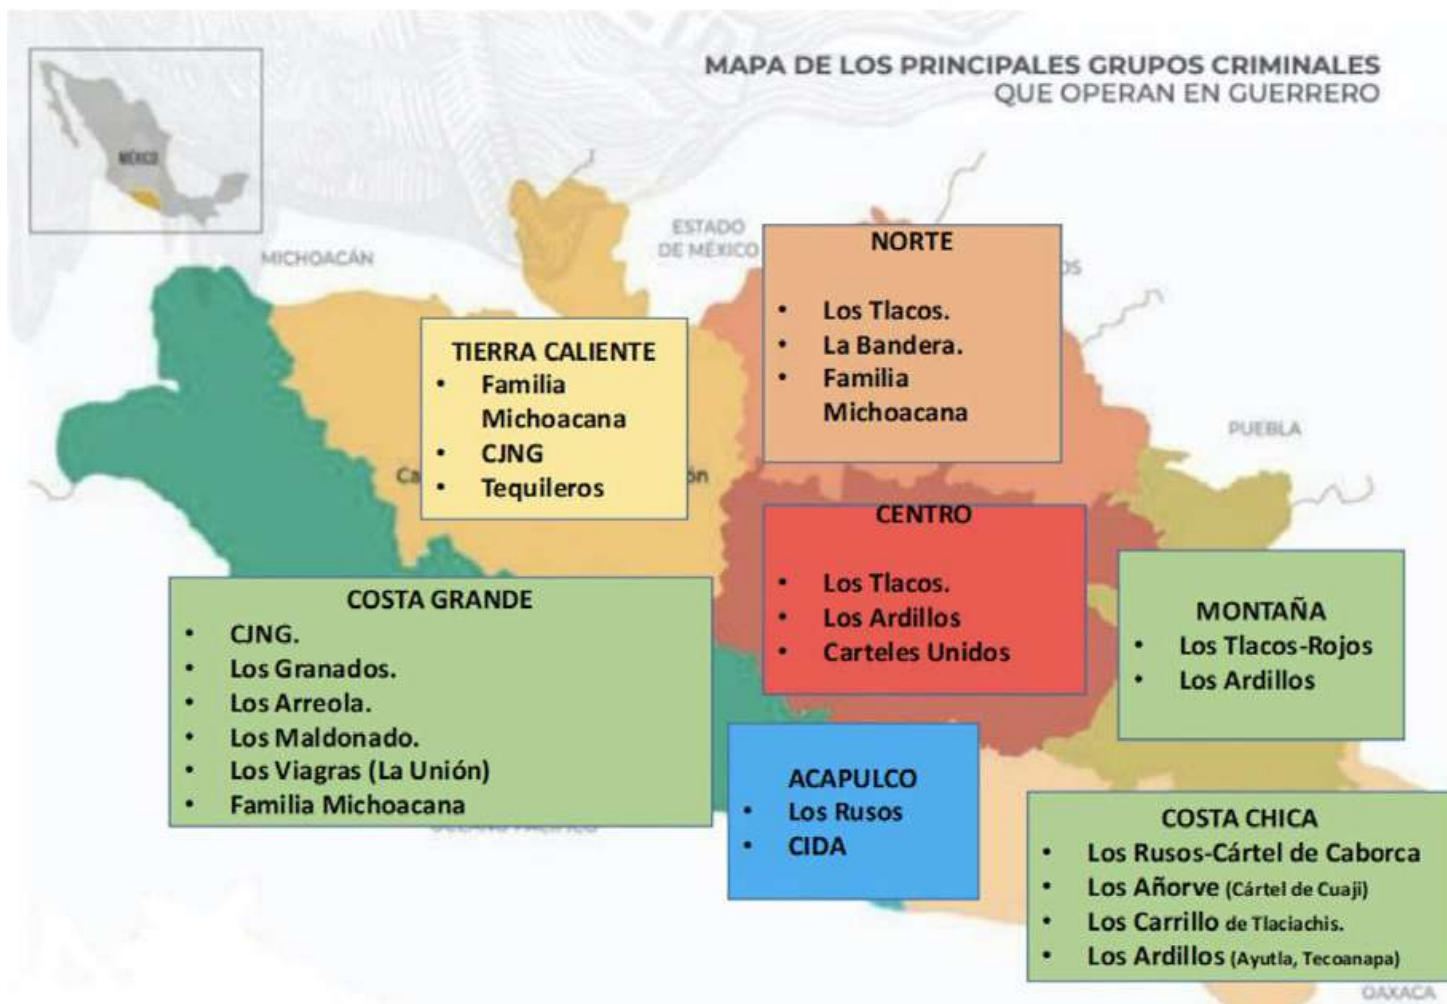 MAPA DE LOS PRINCIPALES GRUPOS CRIMINALES
QUE OPERAN EN GUERRERO
MÉXICO
MICHOACÁN
ESTADO
DE MÉXICO
NORTE
• Los Tlacos.
• La Bandera.
• Familia
Michoacana
TIERRA CALIENTE
• Familia
Michoacana
• CJNG
• Tequileros
PUEBLA
CENTRO
• Los Tlacos.
• Los Ardillos
• Carteles Unidos
MONTAÑA
• Los Tlacos-Rojos
• Los Ardillos
COSTA GRANDE
• CJNG.
• Los Granados.
• Los Arreola.
• Los Maldonado.
• Los Viagras (La Unión)
• Familia Michoacana
ACAPULCO
• Los Rusos
• CIDA
COSTA CHICA
• Los Rusos-Cártel de Caborca
• Los Añorve (Cártel de Cuaji)
• Los Carrillo de Tlaciachis.
• Los Ardillos (Ayutla, Tecoanapa)
OAXACA